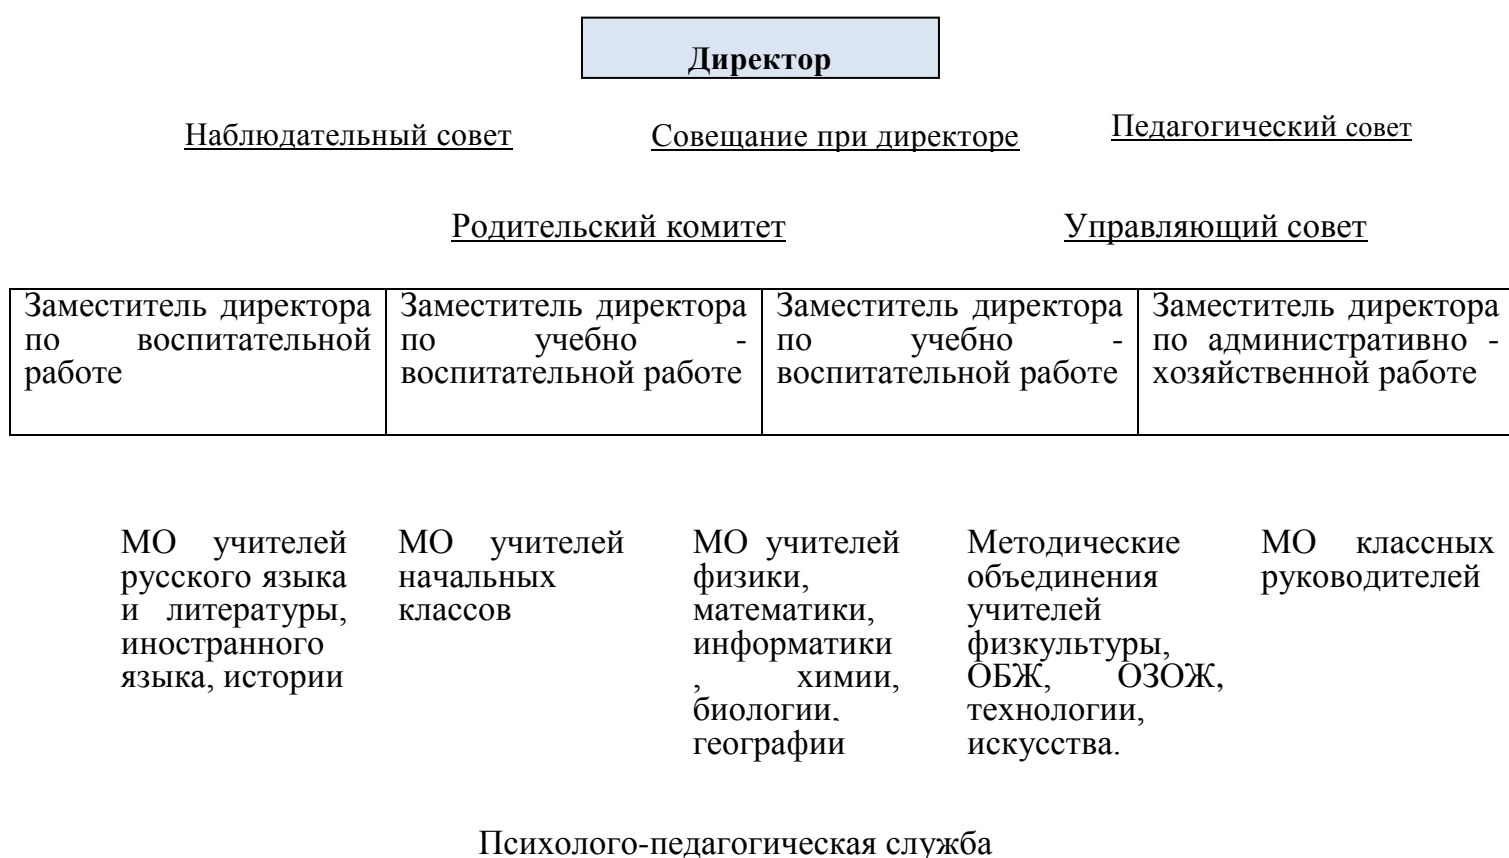 Директор
Наблюдательный совет
Совещание при директоре
Педагогический совет
Родительский комитет
Управляющий совет
Заместитель директора
по воспитательной
работе
Заместитель директора
по учебно -
воспитательной работе
Заместитель директора
по учебно -
воспитательной работе
Заместитель директора
по административно -
хозяйственной работе
МО учителей
русского языка
и литературы,
иностранного
языка, истории
МО учителей
начальных
классов
МО учителей
физики,
математики,
информатики
, химии,
биологии,
географии
Методические
объединения
учителей
физкультуры,
ОБЖ, ОЗОЖ,
технологии,
искусства.
МО классных
руководителей
Психолого-педагогическая служба